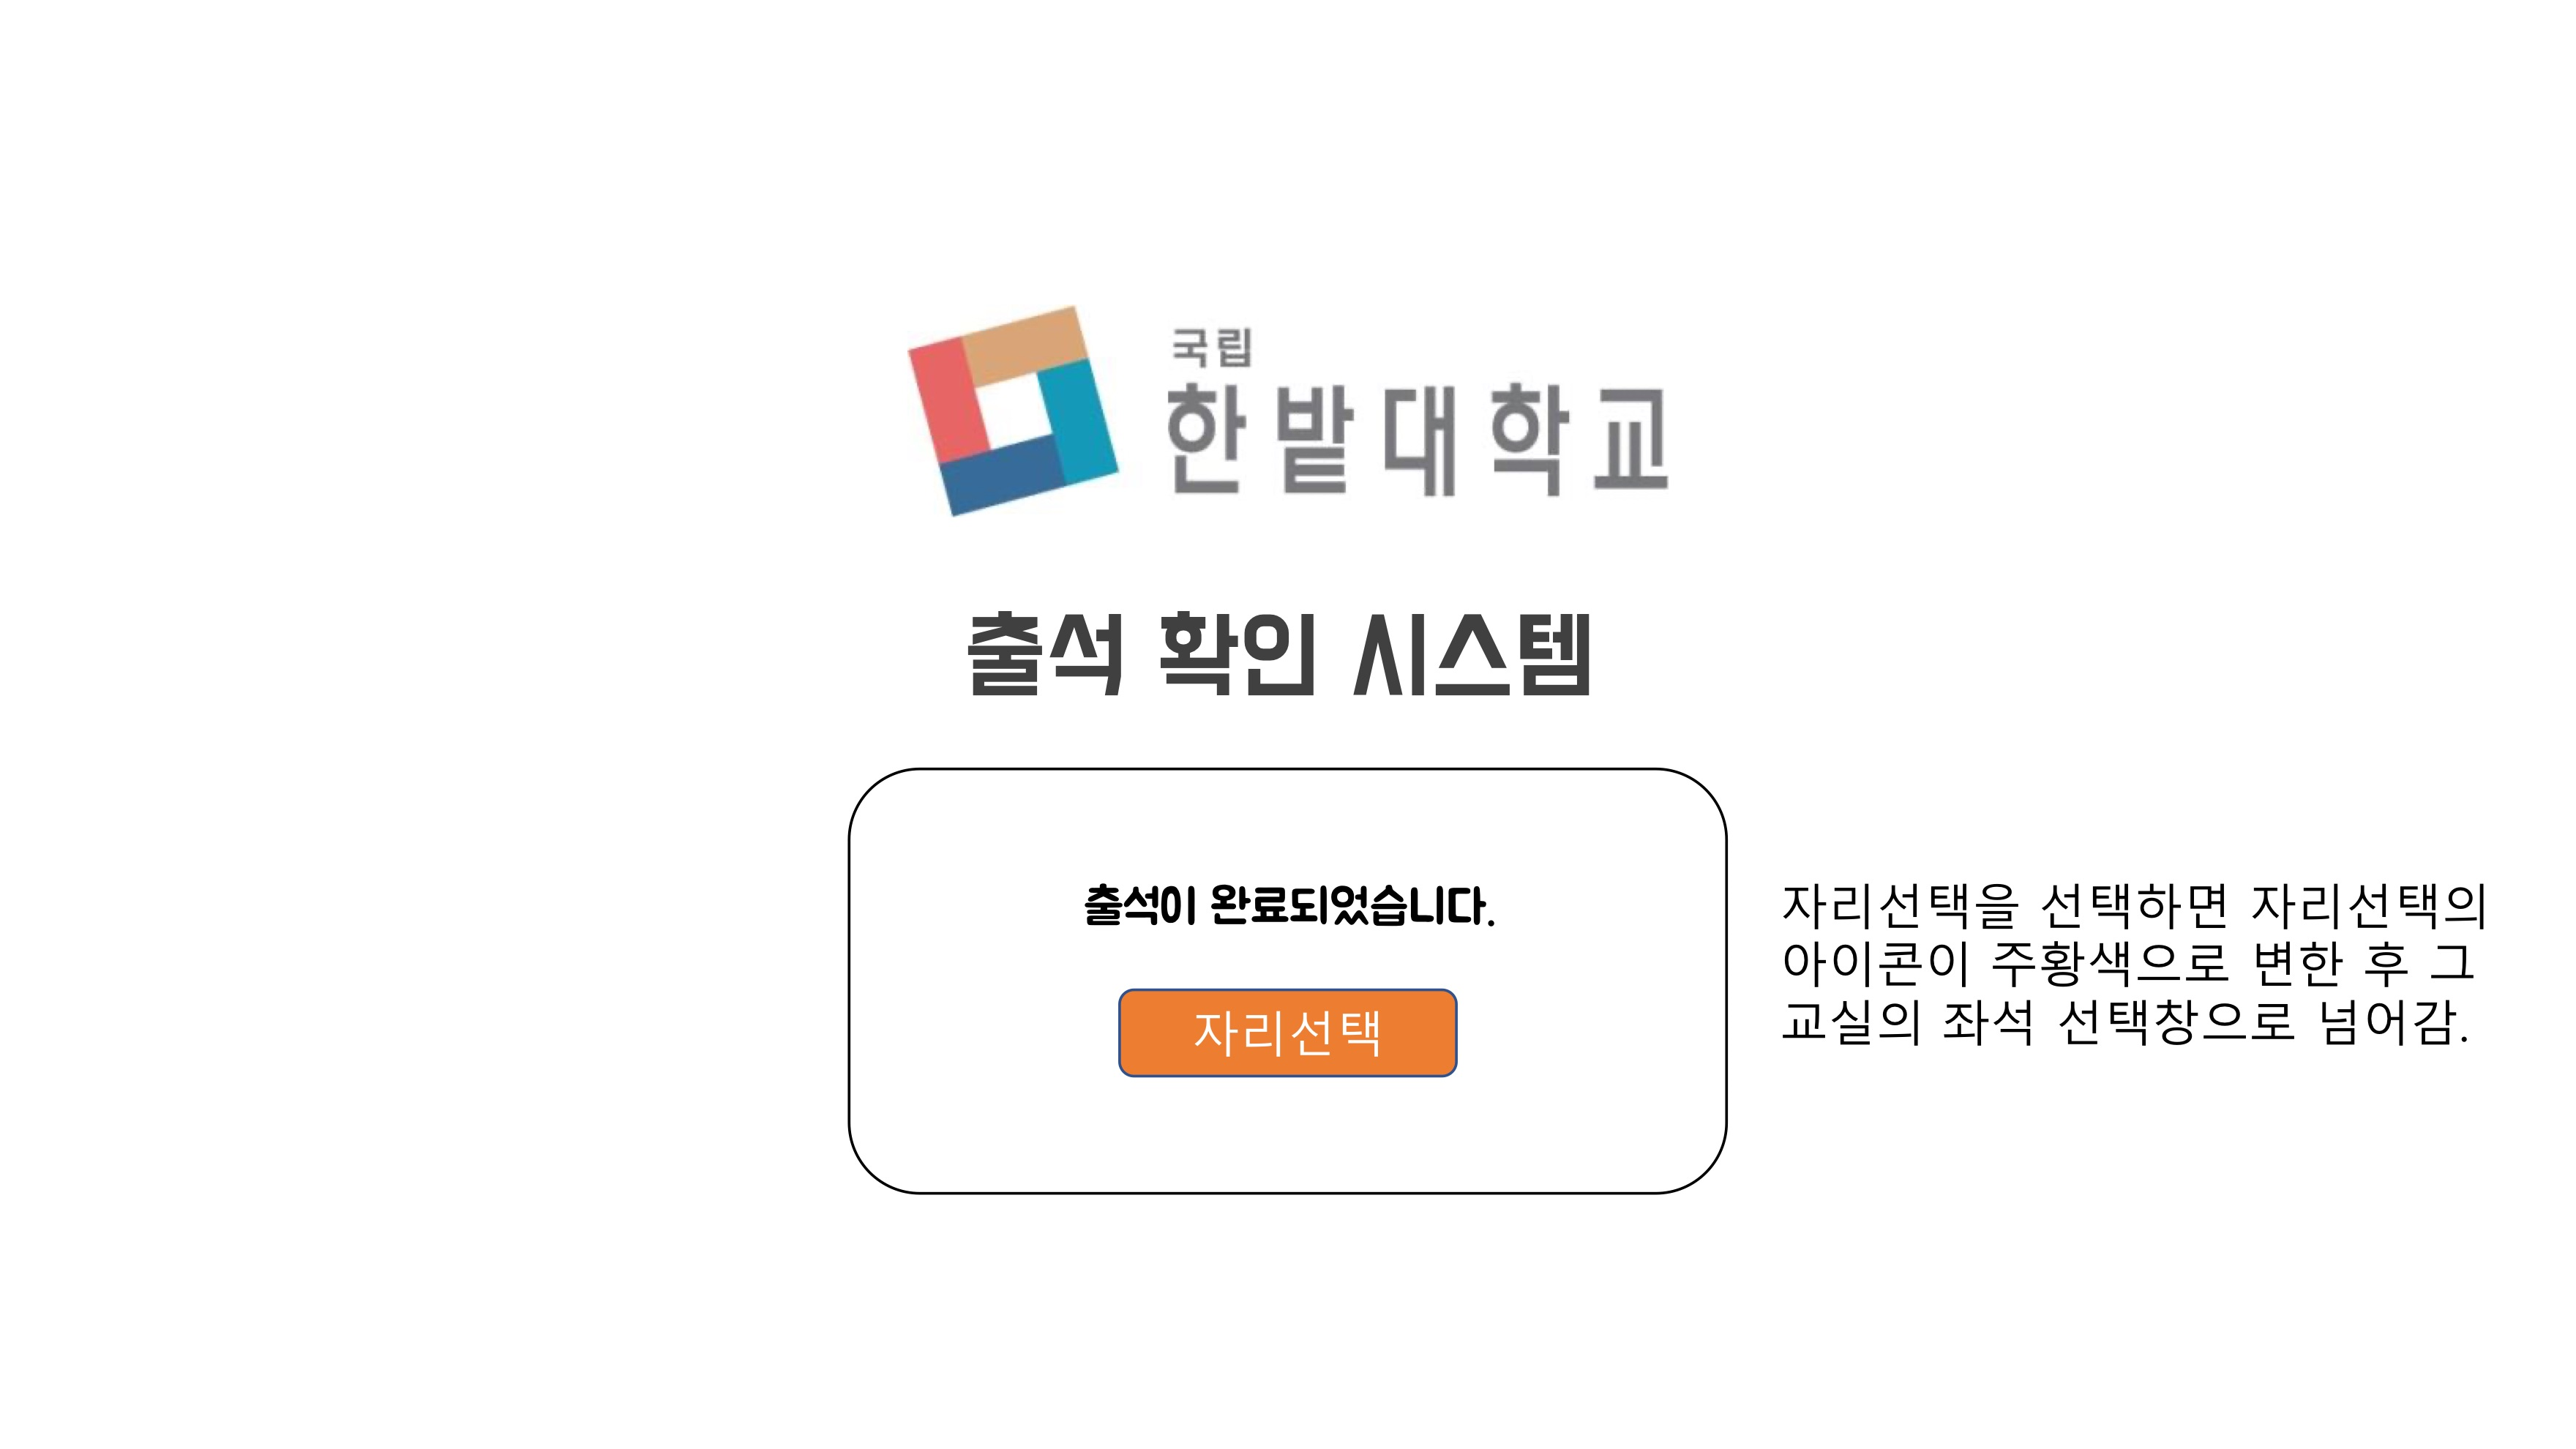 국립
한밭대학교
출석 확인 시스템
출석이 완료되었습니다.
자리선택
자리선택을 선택하면 자리선택의
아이콘이 주황색으로 변한 후 그
교실의 좌석 선택창으로 넘어감.